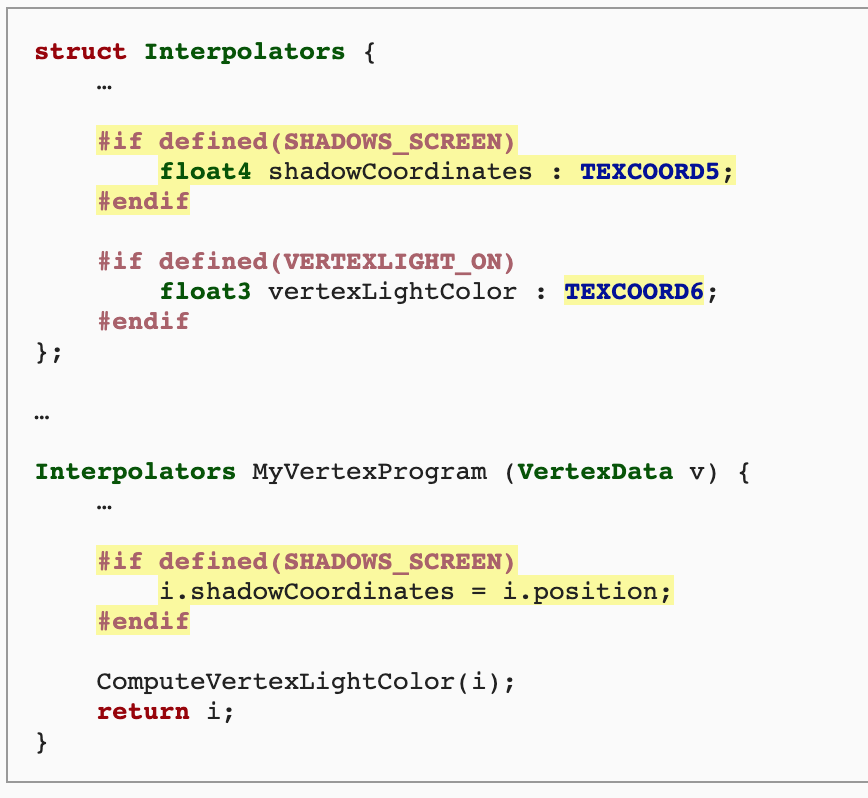 struct Interpolators {
…
#if defined(SHADOWS_SCREEN)
float4 shadowCoordinates : TEXCOORD5;
#endif
#if defined(VERTEXLIGHT_ON)
float3 vertexLightColor : TEXCOORD6;
#endif
};
…
Interpolators MyVertexProgram (VertexData v) {
…
#if defined(SHADOWS_SCREEN)
i.shadowCoordinates = i.position;
#endif
ComputeVertexLightColor(i);
return i;
}